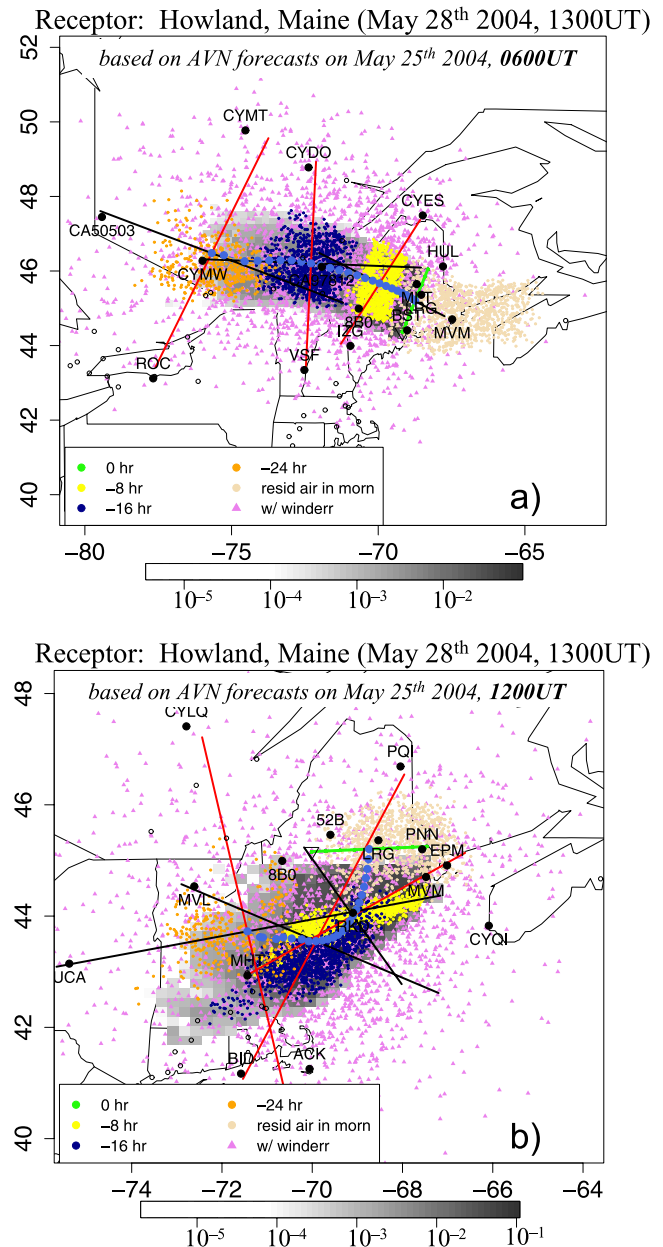 Receptor: Howland, Maine (May 28th 2004, 1300UT)
based on AVN forecasts on May 25th 2004, 0600UT
52
50
48
46
44
42
40
CYMT
CYDO
CYES
CA50503
HUL
CYMW
MLT
LRG
8B0
BST
MVM
IZG
ROC
VSF
0 hr
−8 hr
−16 hr
−24 hr
resid air in morn
w/ winderr
a)
−80
−75
−70
−65
10−5
10−4
10−3
10−2
Receptor: Howland, Maine (May 28th 2004, 1300UT)
based on AVN forecasts on May 25th 2004, 1200UT
48
46
44
42
40
CYLQ
PQI
52B
PNN
LRG
EPM
8B0
MVL
MVM
CYQI
UCA
MHT
BID
ACK
0 hr
−8 hr
−16 hr
−24 hr
resid air in morn
w/ winderr
b)
−74
−72
−70
−68
−66
−64
10−5
10−4
10−3
10−2
10−1